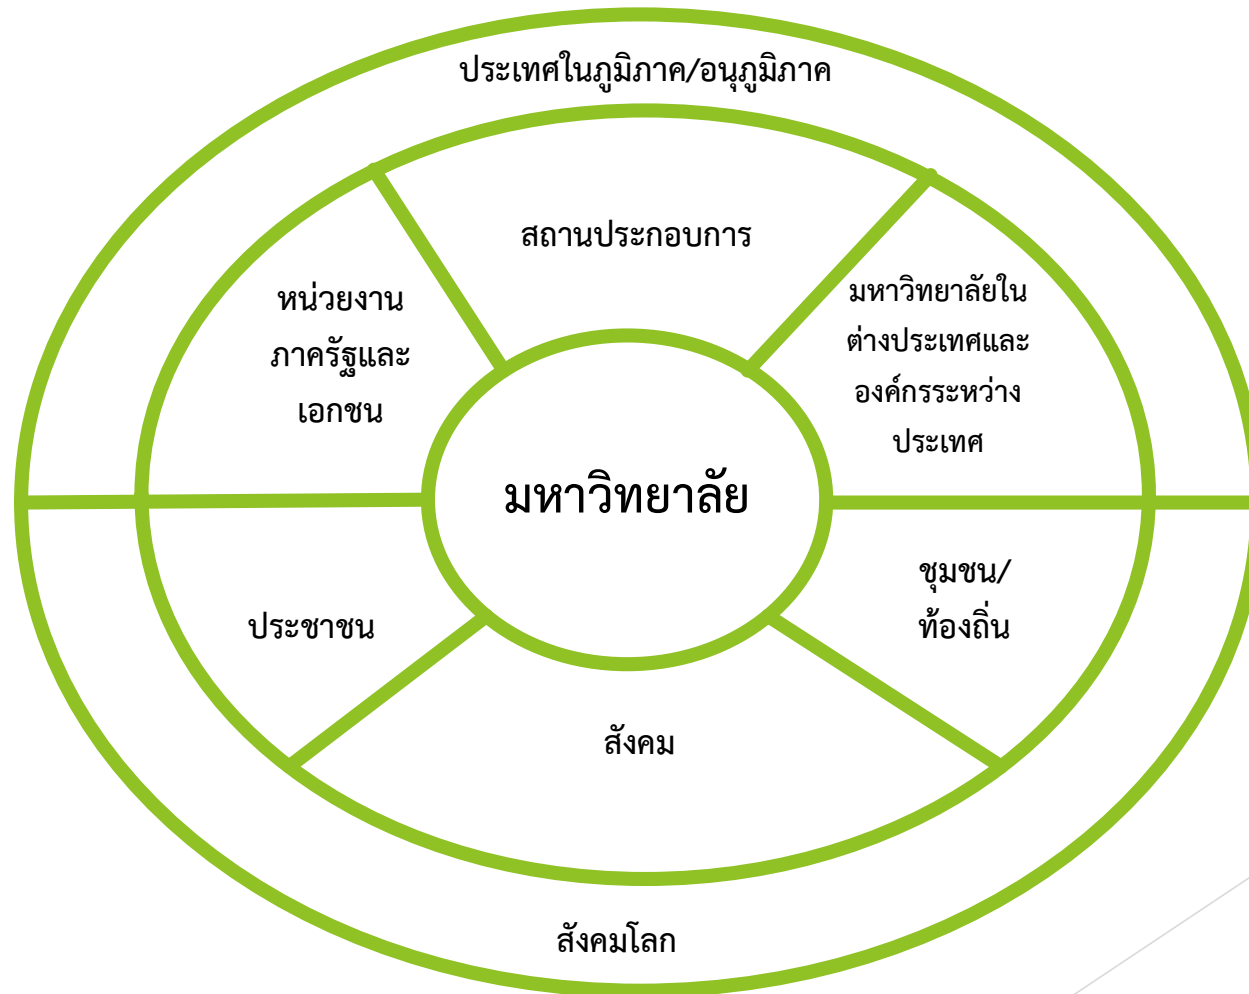 ประเทศในภูมิภาค/อนุภูมิภาค
สถานประกอบการ
หน่วยงาน
ภาครัฐและ
เอกชน
มหาวิทยาลัยใน
ต่างประเทศและ
องค์กรระหว่าง
ประเทศ
มหาวิทยาลัย
ประชาชน
ชุมชน/
ท้องถิ่น
สังคม
สังคมโลก